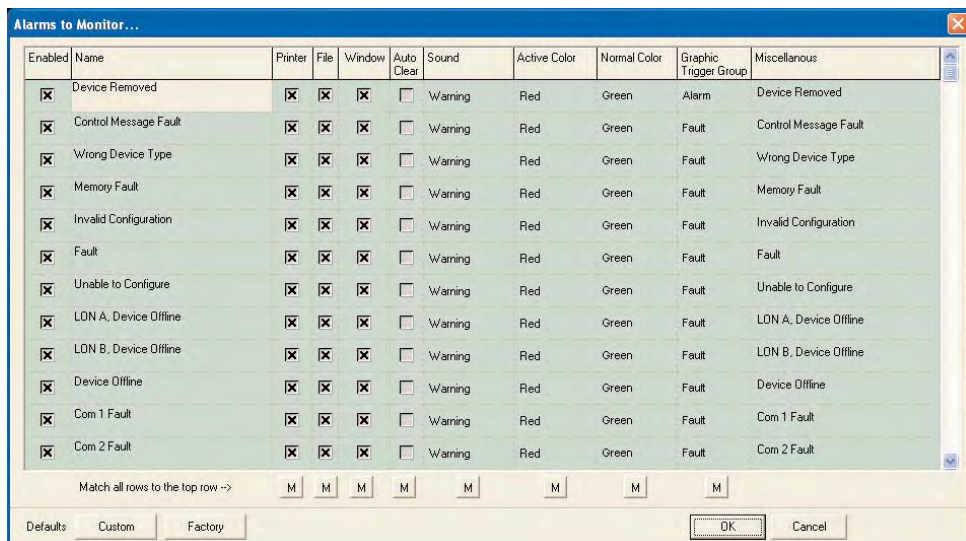 Alarms to Monitor...
Enabled Name Printer File Window Auto Clear Sound Active Color Normal Color Graphic Trigger Group Miscellanous
Device Removed Warning Red Green Alarm Device Removed
Control Message Fault Warning Red Green Fault Control Message Fault
Wrong Device Type Warning Red Green Fault Wrong Device Type
Memory Fault Warning Red Green Fault Memory Fault
Invalid Configuration Warning Red Green Fault Invalid Configuration
Fault Warning Red Green Fault Fault
Unable to Configure Warning Red Green Fault Unable to Configure
LON A, Device Offline Warning Red Green Fault LON A, Device Offline
LON B, Device Offline Warning Red Green Fault LON B, Device Offline
Device Offline Warning Red Green Fault Device Offline
Com 1 Fault Warning Red Green Fault Com 1 Fault
Com 2 Fault Warning Red Green Fault Com 2 Fault
Match all rows to the top row --> M M M M M M M M
Defaults Custom Factory OK Cancel